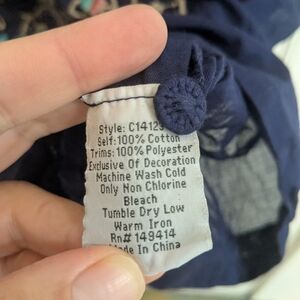 Style: C14123
Self:100% Cotton
Trims:100% Polyester
Exclusive Of Decoration
Machine Wash Cold
Only Non Chlorine
Bleach
Tumble Dry Low
Warm Iron
Rn# 149414
Made In China